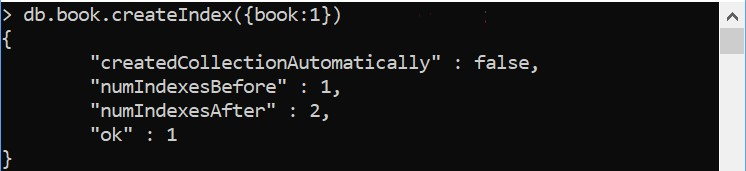 > db.book.createIndex({book:1})
{
        "createdCollectionAutomatically" : false,
        "numIndexesBefore" : 1,
        "numIndexesAfter" : 2,
        "ok" : 1
}